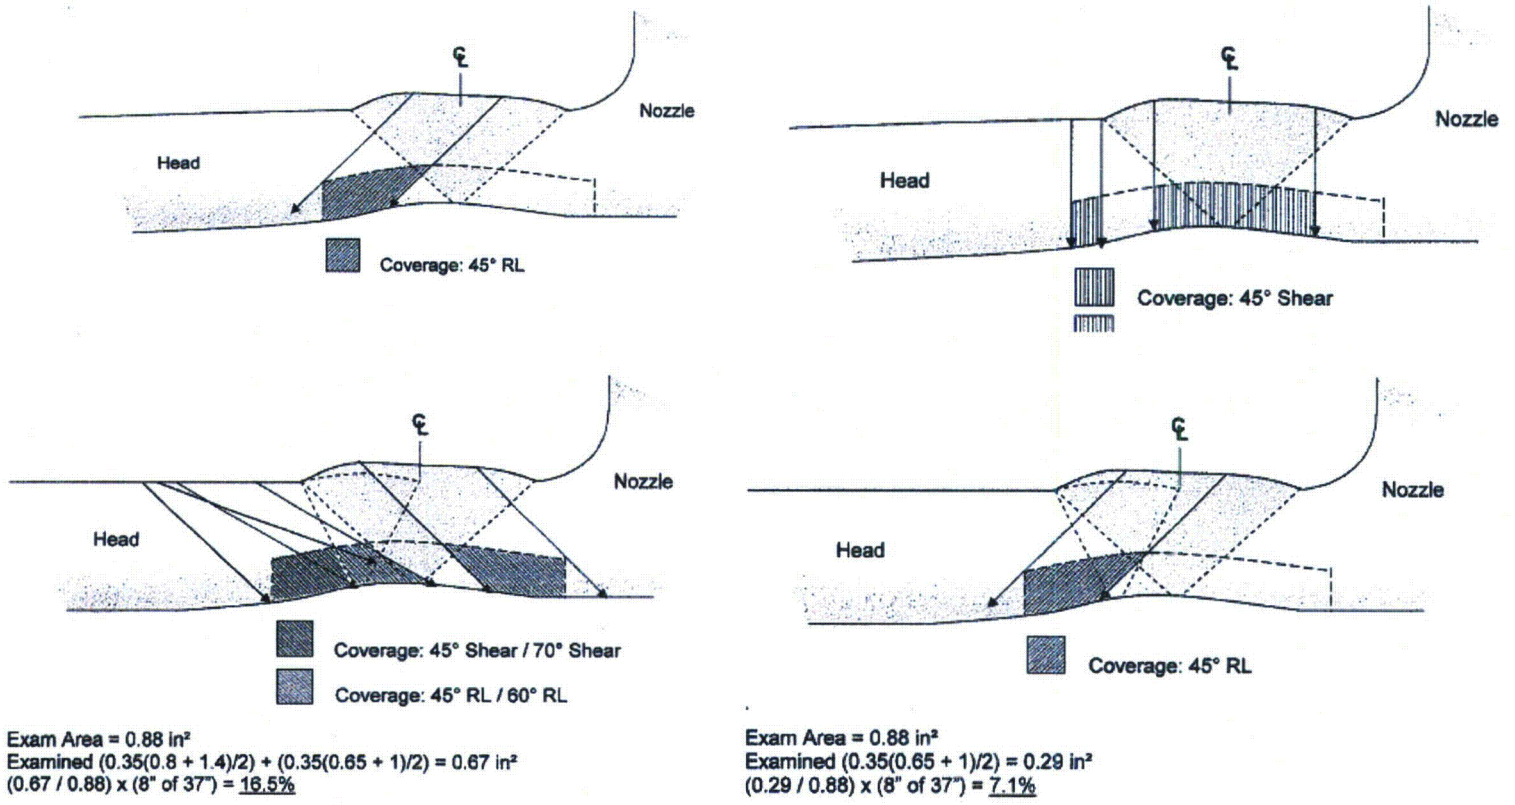 ℄
Nozzle
Head
Coverage: 45° RL
℄
Nozzle
Head
Coverage: 45° Shear
℄
Nozzle
Head
Coverage: 45° Shear / 70° Shear
Coverage: 45° RL / 60° RL
Exam Area = 0.88 in²
Examined (0.35(0.8 + 1.4)/2) + (0.35(0.65 + 1)/2) = 0.67 in²
(0.67 / 0.88) x (8" of 37") = 16.5%
℄
Nozzle
Head
Coverage: 45° RL
Exam Area = 0.88 in²
Examined (0.35(0.65 + 1)/2) = 0.29 in²
(0.29 / 0.88) x (8" of 37") = 7.1%